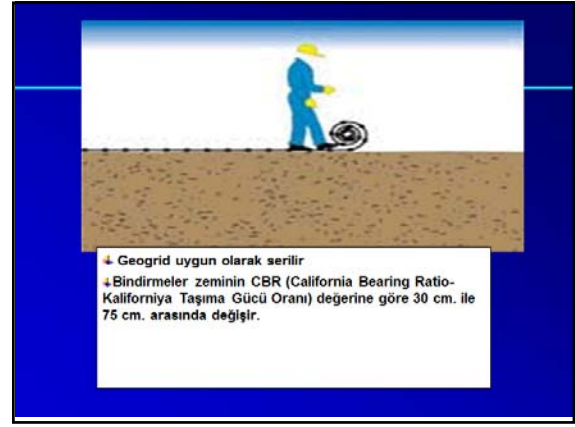 Geogrid uygun olarak serilir
Bindirmeler zeminin CBR (California Bearing Ratio-
Kaliforniya Taşıma Gücü Oranı) değerine göre 30 cm. ile
75 cm. arasında değişir.